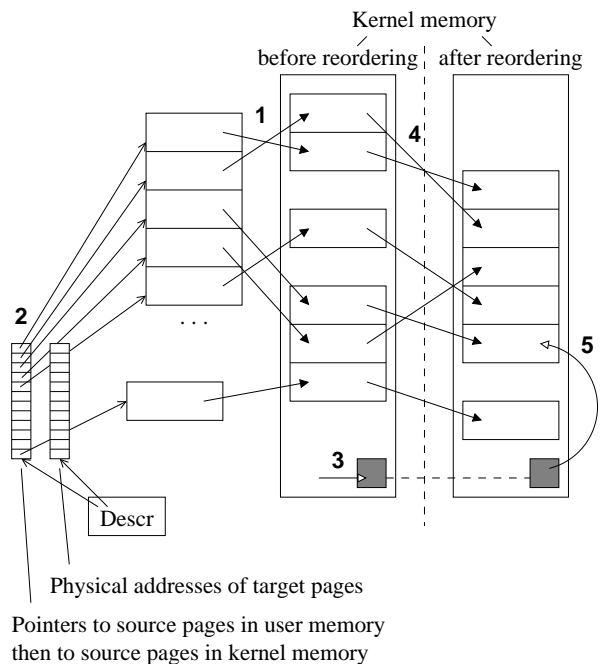 Kernel memory
before reordering
after reordering
1
4
2
. . .
5
3
Descr
Physical addresses of target pages
Pointers to source pages in user memory
then to source pages in kernel memory